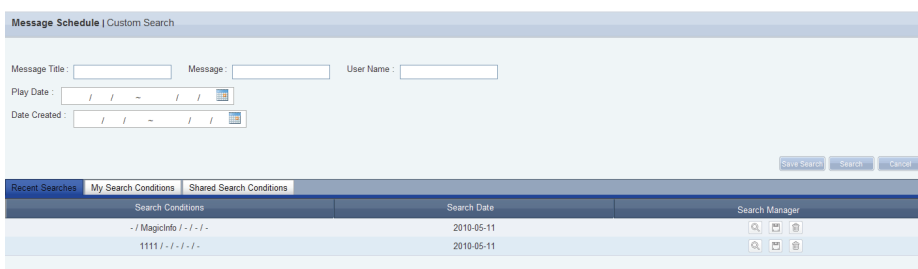 Message Schedule | Custom Search
Message Title : Message : User Name :
Play Date : / / ~ / /
Date Created : / / ~ / /
Save Search Search Cancel
Recent Searches My Search Conditions Shared Search Conditions
Search Conditions Search Date Search Manager
- / MagicInfo / - / - / - 2010-05-11
1111 / - / - / - / - 2010-05-11